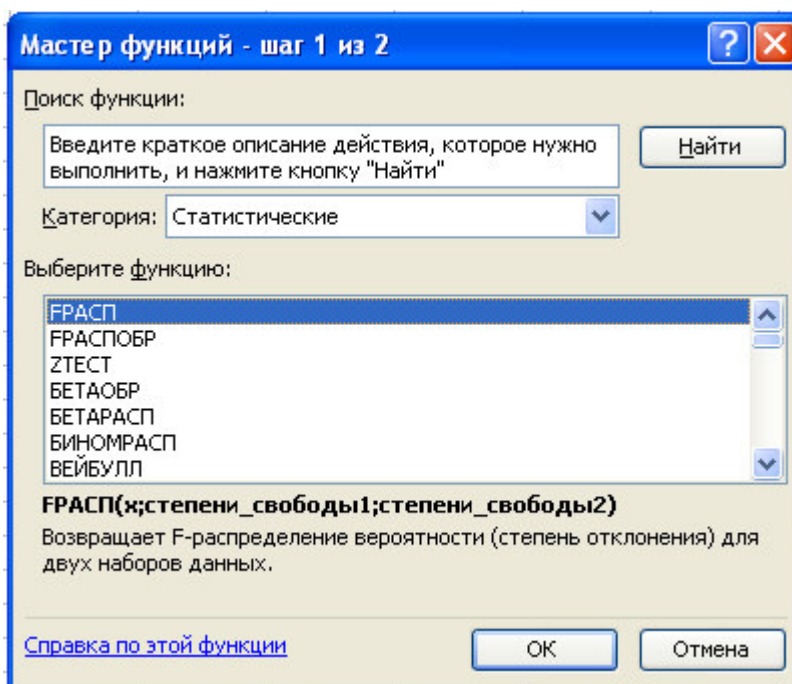 Мастер функций - шаг 1 из 2
Поиск функции:
Введите краткое описание действия, которое нужно
выполнить, и нажмите кнопку "Найти"
Найти
Категория: Статистические
Выберите функцию:
FРАСП
FРАСПОБР
ZТЕСТ
БЕТАОБР
БЕТАРАСП
БИНОМРАСП
ВЕЙБУЛЛ
FРАСП(x;степени_свободы1;степени_свободы2)
Возвращает F-распределение вероятности (степень отклонения) для
двух наборов данных.
Справка по этой функции
ОК
Отмена